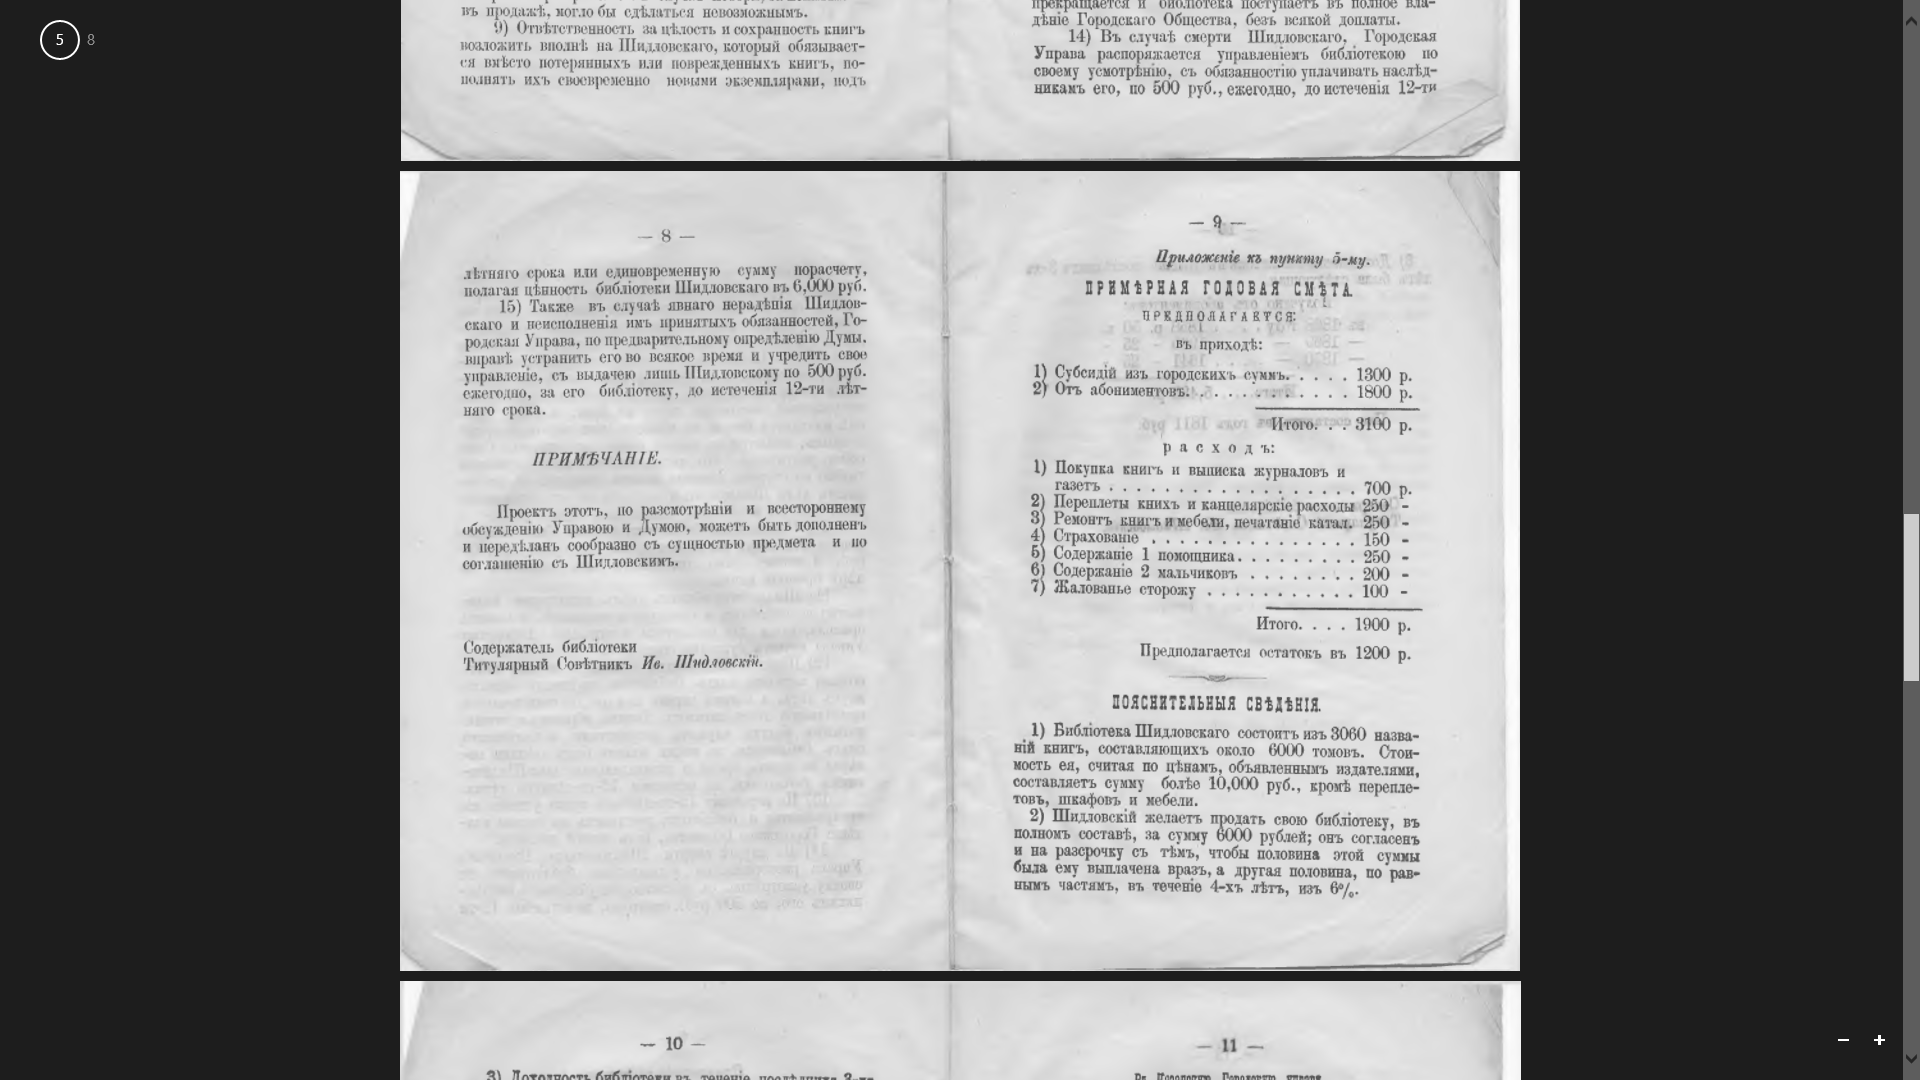 5 8
въ продажѣ, могло бы сдѣлаться невозможнымъ.
9) Отвѣтственность за цѣлость и сохранность книгъ
возложить вполнѣ на Шидловскаго, который обязывает-
ся вмѣсто потерянныхъ или поврежденныхъ книгъ, по-
полнять ихъ своевременно новыми экземплярами, подъ
прекращается и библіотека поступаетъ въ полное вла-
дѣніе Городскаго Общества, безъ всякой доплаты.
14) Въ случаѣ смерти Шидловскаго, Городская
Управа распоряжается управленіемъ библіотекою по
своему усмотрѣнію, съ обязанностію уплачивать наслѣд-
никамъ его, по 500 руб., ежегодно, до истеченія 12-ти
— 8 —
лѣтняго срока или единовременную сумму порасчету,
полагая цѣнность библіотеки Шидловскаго въ 6,000 руб.
15) Также въ случаѣ явнаго нерадѣнія Шидлов-
скаго и неисполненія имъ принятыхъ обязанностей, Го-
родская Управа, по предварительному опредѣленію Думы,
вправѣ устранить его во всякое время и учредить свое
управленіе, съ выдачею лишь Шидловскому по 500 руб.
ежегодно, за его библіотеку, до истеченія 12-ти лѣт-
няго срока.
ПРИМѢЧАНІЕ.
Проектъ этотъ, по разсмотрѣніи и всестороннему
обсужденію Управою и Думою, можетъ быть дополненъ
и передѣланъ сообразно съ сущностью предмета и по
соглашенію съ Шидловскимъ.
Содержатель библіотеки
Титулярный Совѣтникъ Ив. Шидловскій.
— 9 —
Приложеніе къ пункту 5-му.
ПРИМѢРНАЯ ГОДОВАЯ СМѢТА.
ПРЕДПОЛАГАЕТСЯ:
въ приходѣ:
1) Субсидій изъ городскихъ суммъ. . . . . 1300 р.
2) Отъ абониментовъ. . . . . . . . . . . . 1800 р.
Итого. . . 3100 р.
расходъ:
1) Покупка книгъ и выписка журналовъ и
газетъ . . . . . . . . . . . . . . . . . . 700 р.
2) Переплеты книхъ и канцелярскіе расходы 250 -
3) Ремонтъ книгъ и мебели, печатаніе катал. 250 -
4) Страхованіе . . . . . . . . . . . . . . . 150 -
5) Содержаніе 1 помощника. . . . . . . . . 250 -
6) Содержаніе 2 мальчиковъ . . . . . . . . 200 -
7) Жалованье сторожу . . . . . . . . . . . 100 -
Итого. . . . 1900 р.
Предполагается остатокъ въ 1200 р.
ПОЯСНИТЕЛЬНЫЯ СВѢДѢНІЯ.
1) Библіотека Шидловскаго состоитъ изъ 3060 назва-
ній книгъ, составляющихъ около 6000 томовъ. Стои-
мость ея, считая по цѣнамъ, объявленнымъ издателями,
составляетъ сумму болѣе 10,000 руб., кромѣ перепле-
товъ, шкафовъ и мебели.
2) Шидловскій желаетъ продать свою библіотеку, въ
полномъ составѣ, за сумму 6000 рублей; онъ согласенъ
и на разсрочку съ тѣмъ, чтобы половина этой суммы
была ему выплачена вразъ, а другая половина, по рав-
нымъ частямъ, въ теченіе 4-хъ лѣтъ, изъ 6%.
— 10 —
3) Доходность библіотеки въ теченіе послѣднихъ 3-хъ
— 11 —